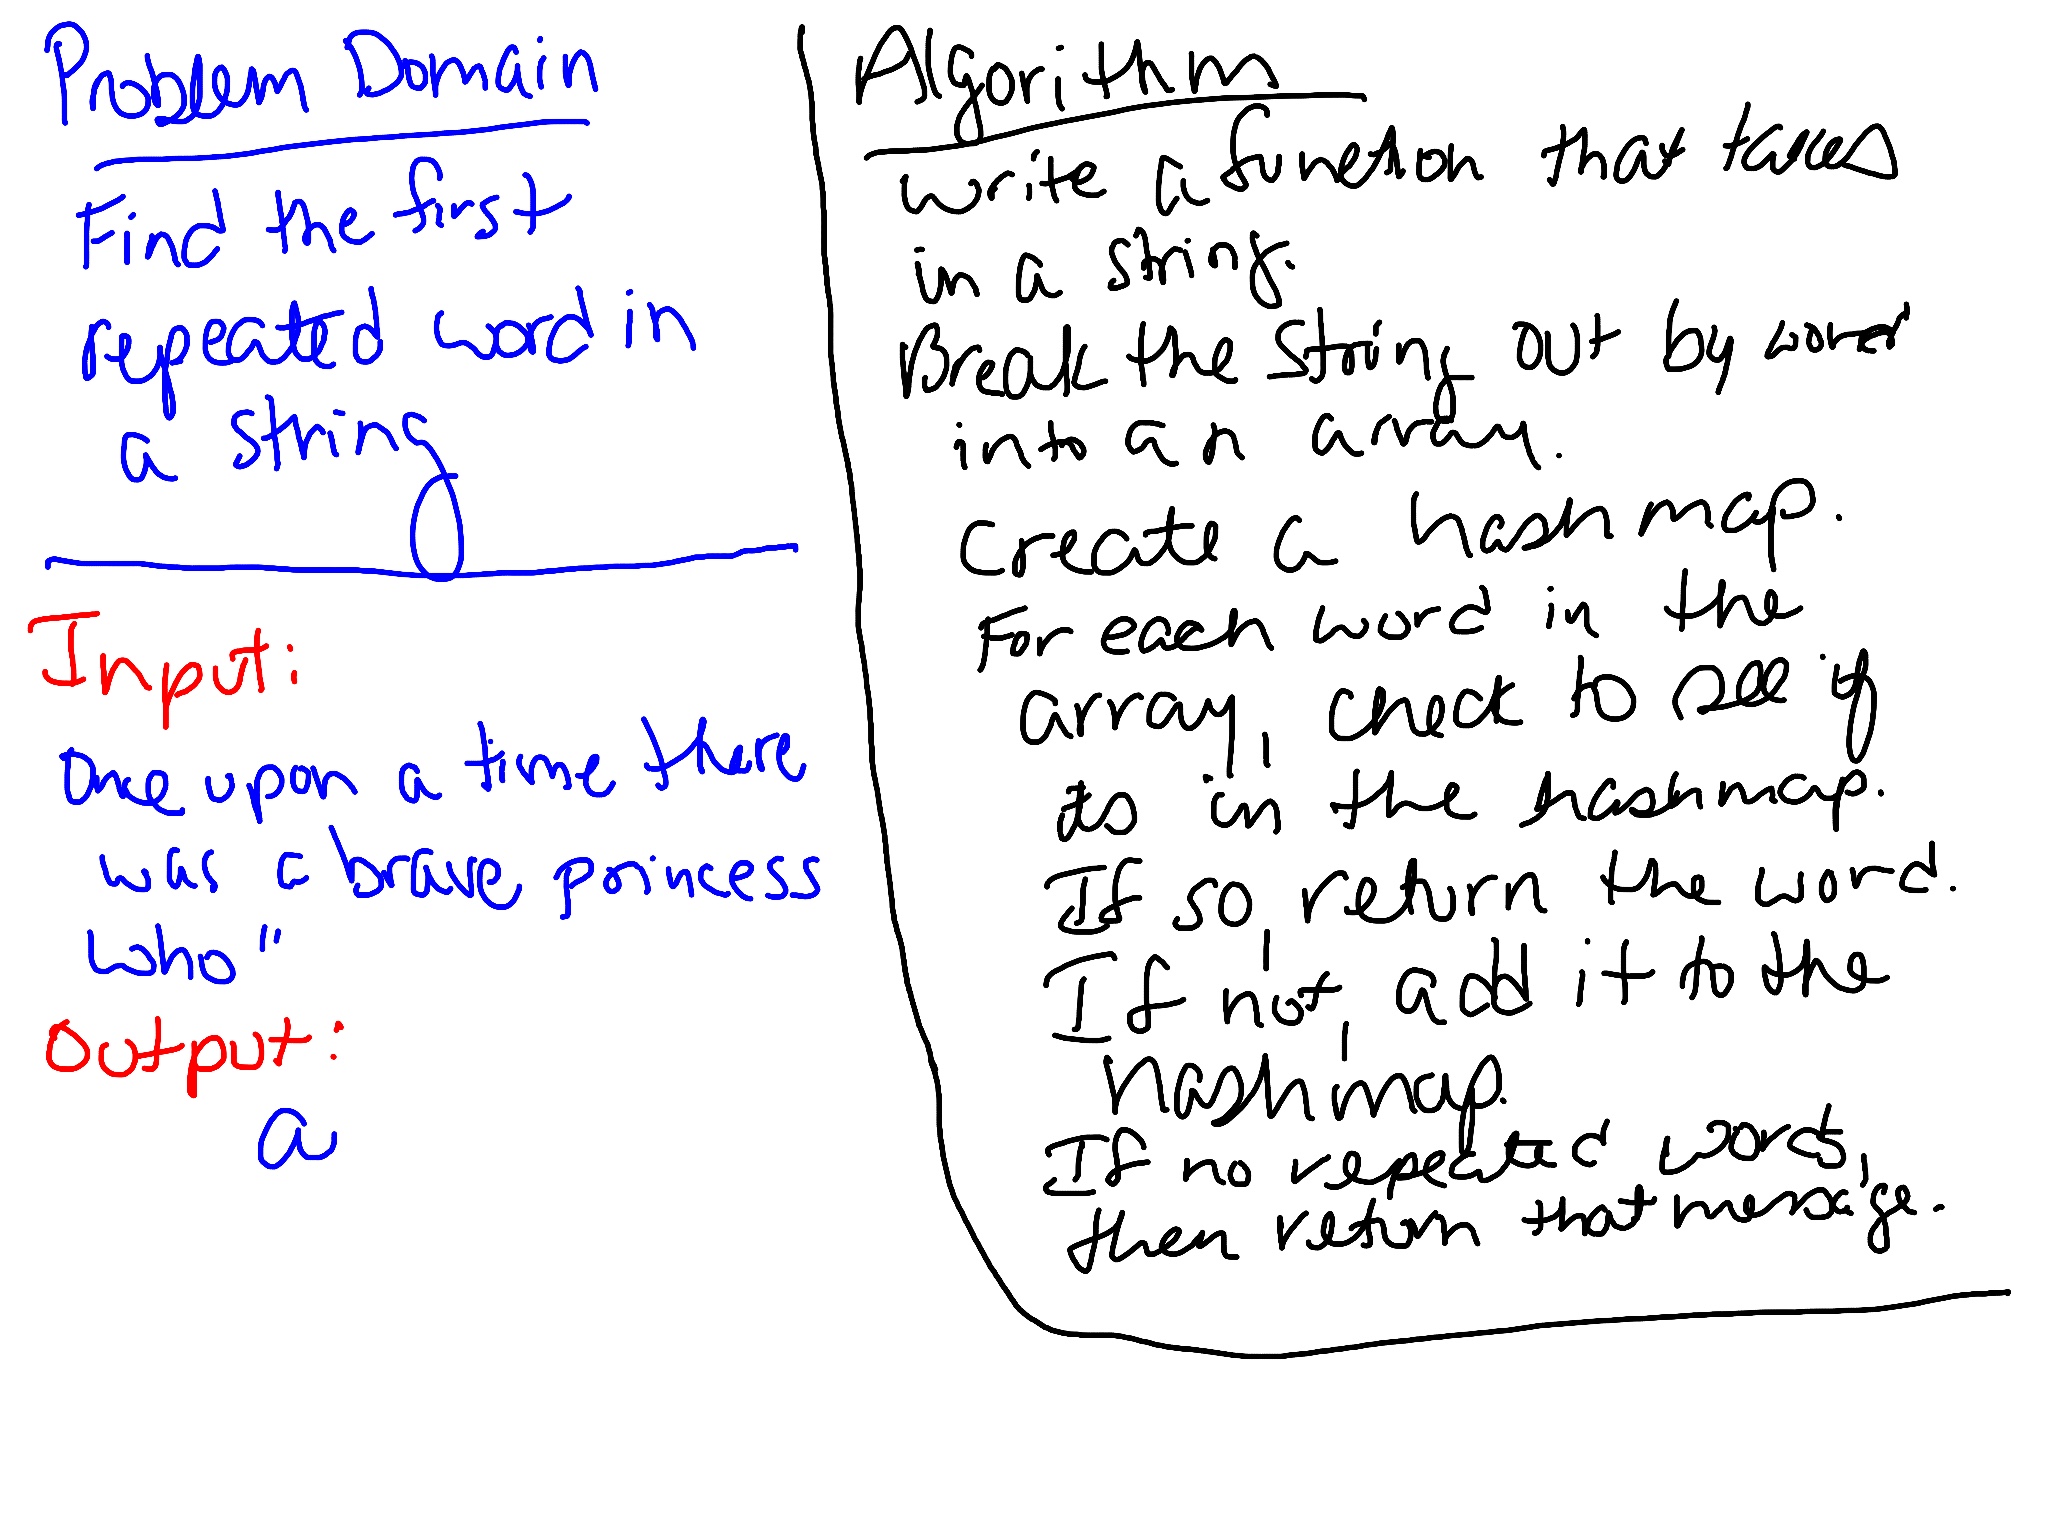 Problem Domain
Find the first
repeated word in
a string
Input:
Once upon a time there
was a brave princess
who"
Output:
a
Algorithm
Write a function that takes
in a string.
Break the string out by word
into an array.
Create a hashmap.
For each word in the
array, check to see if
its in the hashmap.
If so, return the word.
If not, add it to the
hashmap.
If no repeated words,
then return that message.